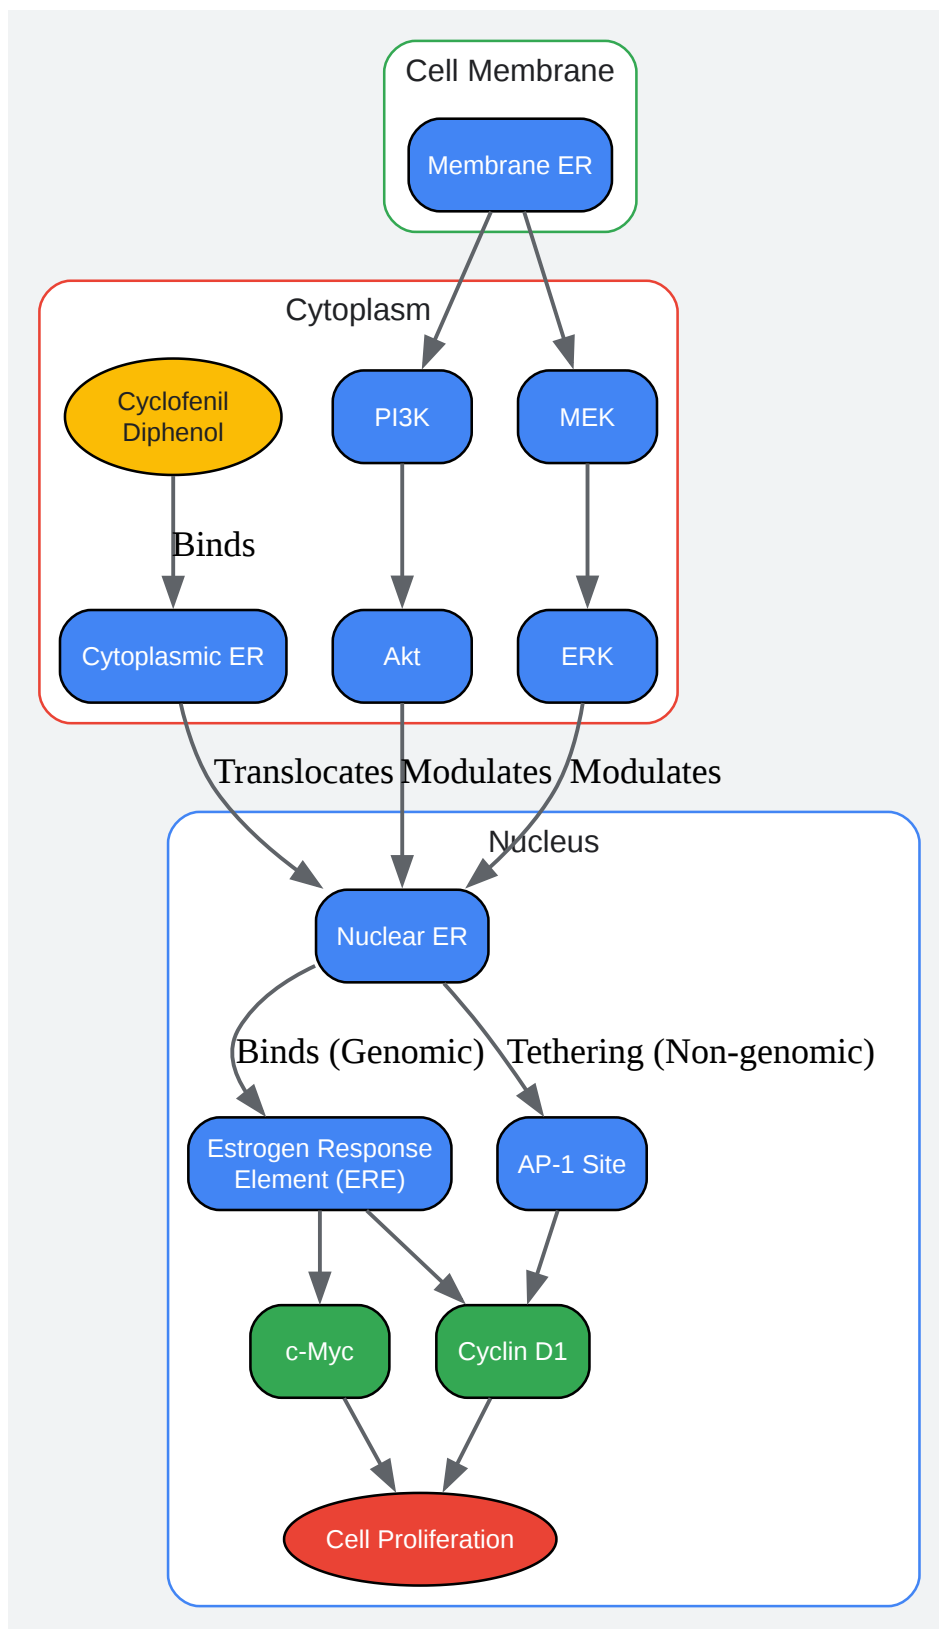 Cell Membrane
Membrane ER
Cytoplasm
Cyclofenil
Diphenol
PI3K
MEK
Binds
Cytoplasmic ER
Akt
ERK
Translocates
Modulates
Modulates
Nucleus
Nuclear ER
Binds (Genomic)
Tethering (Non-genomic)
Estrogen Response
Element (ERE)
AP-1 Site
c-Myc
Cyclin D1
Cell Proliferation